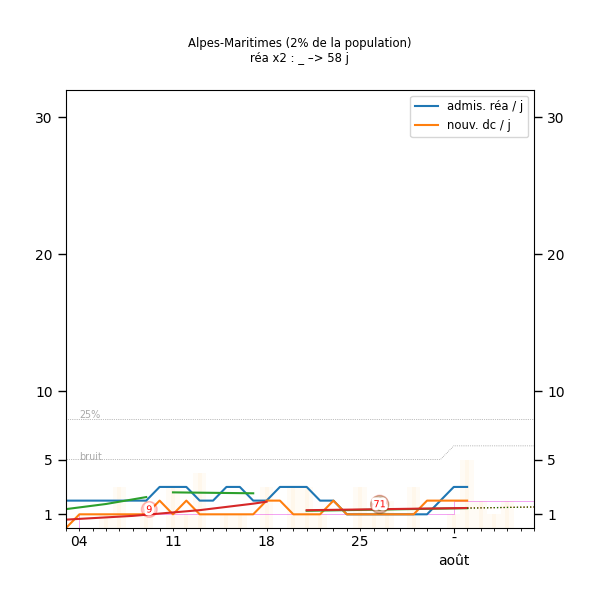 Alpes-Maritimes (2% de la population)
réa x2 : _ –> 58 j
admis. réa / j
nouv. dc / j
30 30
20 20
10 10
25%
5 bruit 5
9 71
1 1
04 11 18 25 -
août